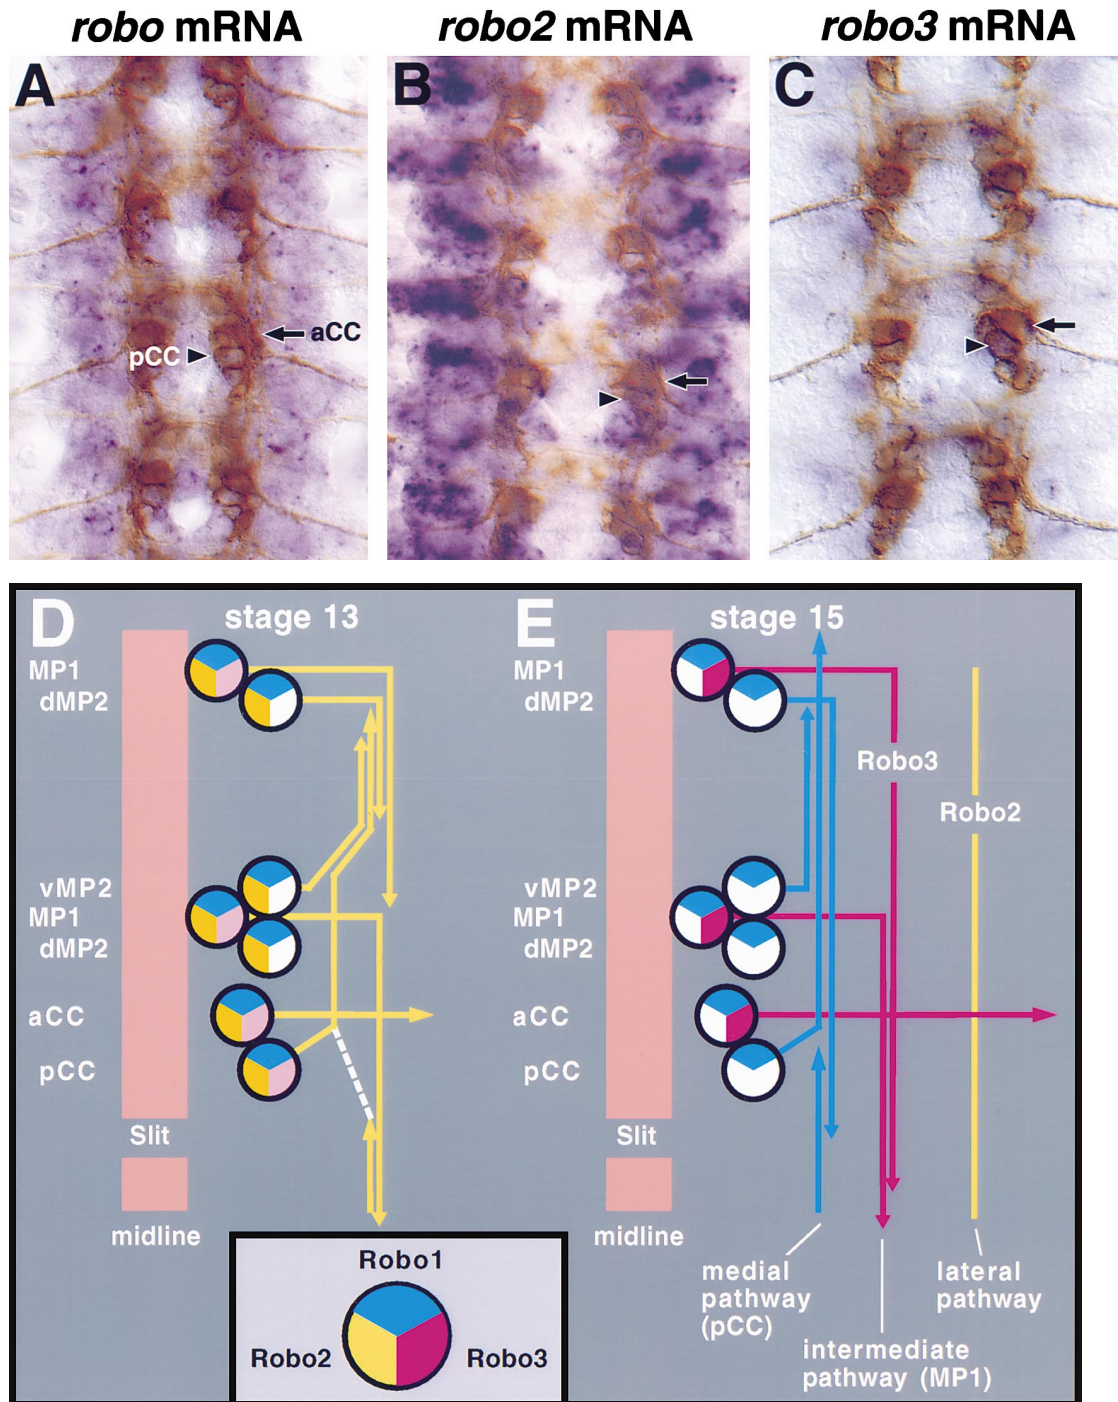 robo mRNA
robo2 mRNA
robo3 mRNA
A
B
C
aCC
pCC
D
stage 13
MP1
dMP2
vMP2
MP1
dMP2
aCC
pCC
Slit
midline
E
stage 15
MP1
dMP2
Robo3
Robo2
vMP2
MP1
dMP2
aCC
pCC
Slit
midline
medial
pathway
(pCC)
intermediate
pathway (MP1)
lateral
pathway
Robo1
Robo2
Robo3